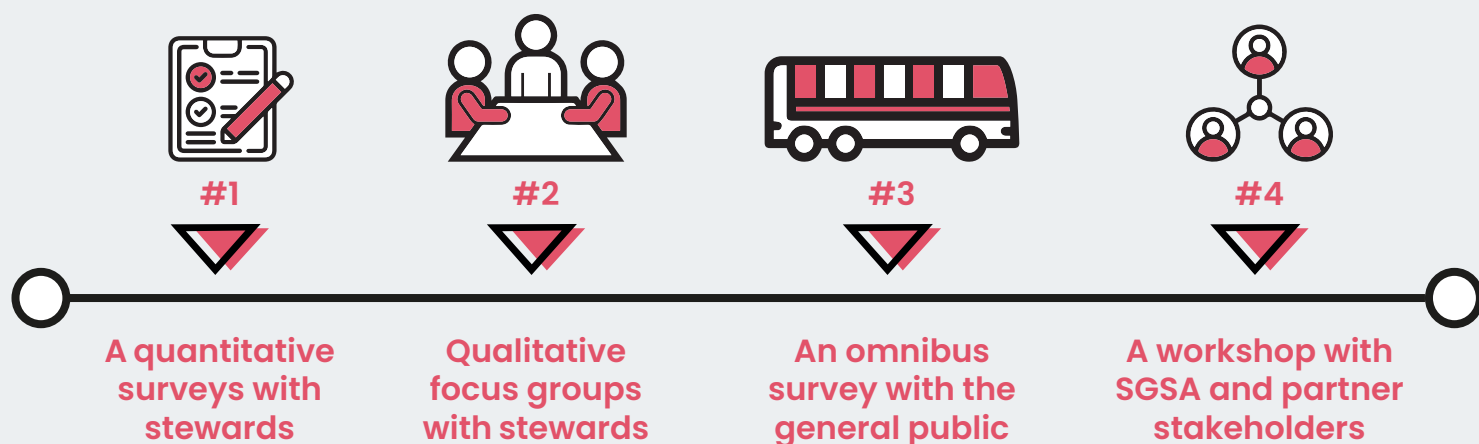 #1
#2
#3
#4
A quantitative
surveys with
stewards
Qualitative
focus groups
with stewards
An omnibus
survey with the
general public
A workshop with
SGSA and partner
stakeholders